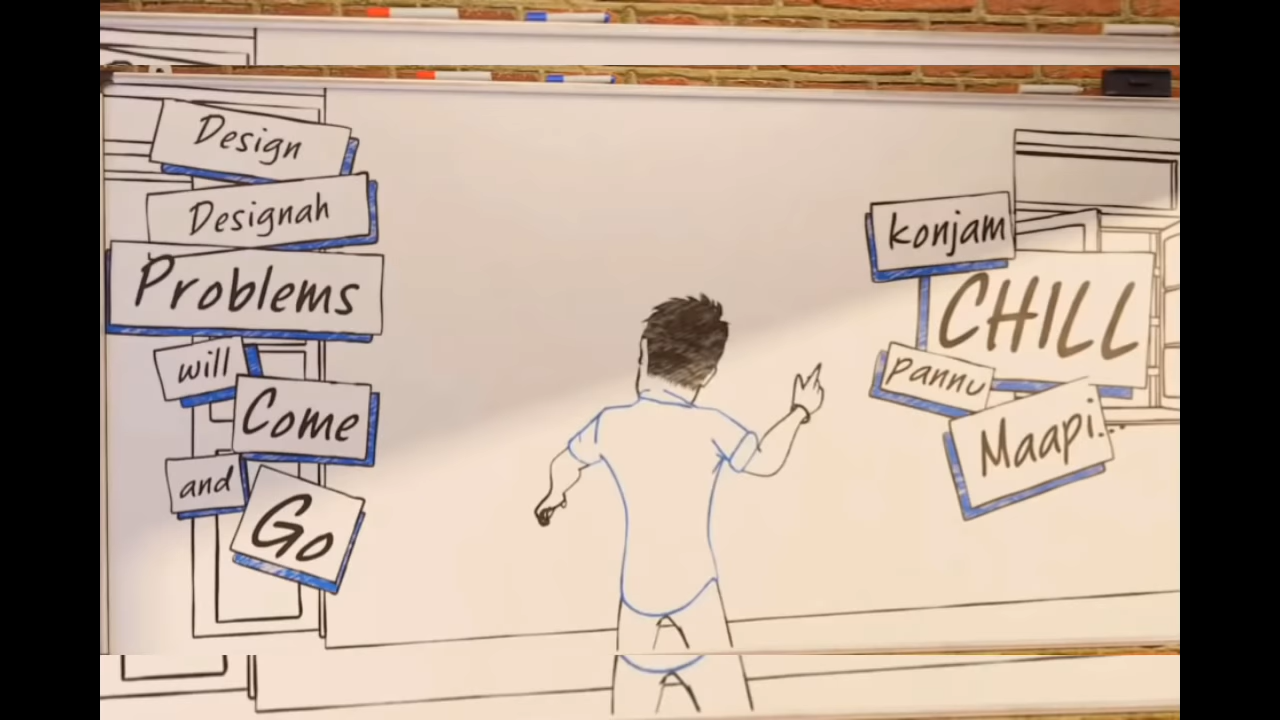 Design
Designah
Problems
will
Come
and
Go
konjam
CHILL
pannu
Maapi...